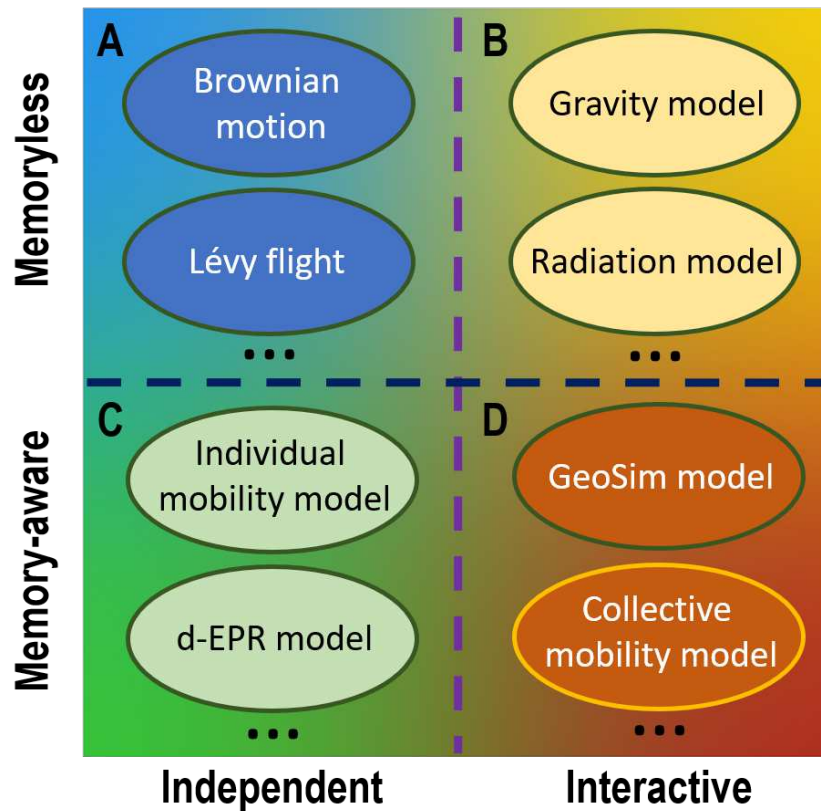 Memoryless
A
Brownian
motion
Lévy flight
...
B
Gravity model
Radiation model
...
Memory-aware
C
Individual
mobility model
d-EPR model
...
D
GeoSim model
Collective
mobility model
...
Independent
Interactive